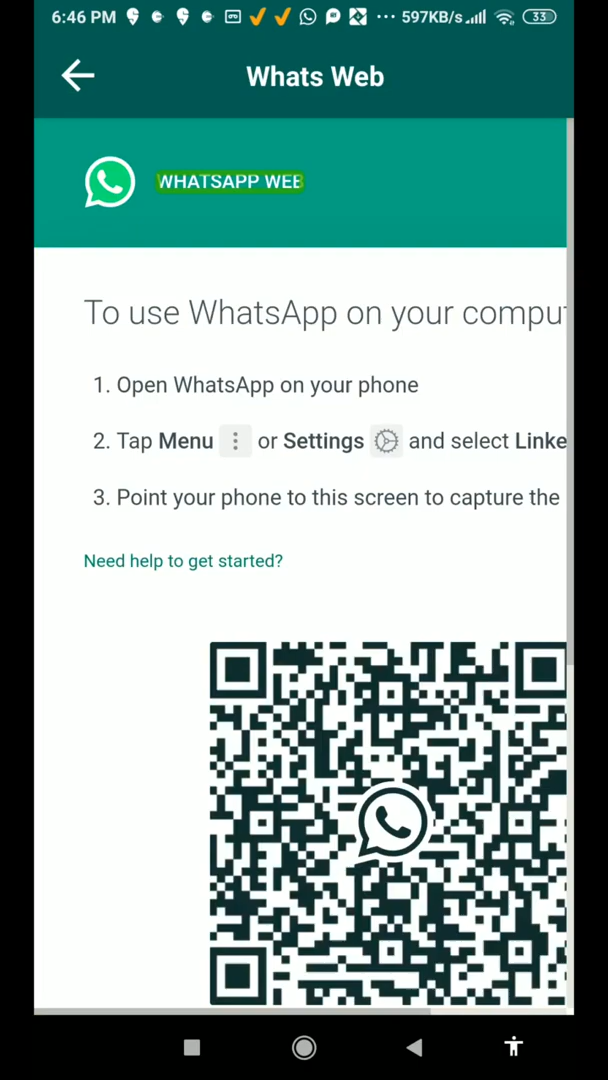 6:46 PM 597KB/s 33
Whats Web
WHATSAPP WEB
To use WhatsApp on your
1. Open WhatsApp on your phone
2. Tap Menu or Settings and select
3. Point your phone to this screen to capture the
Need help to get started?